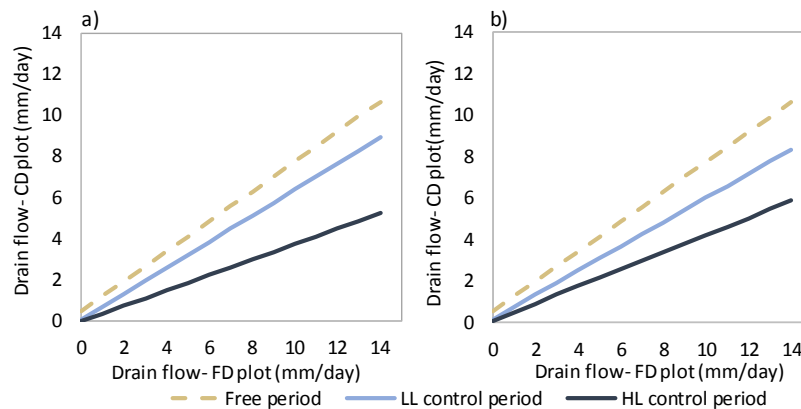 a)
Drain flow- CD plot (mm/day)
14
12
10
8
6
4
2
0
0 2 4 6 8 10 12 14
Drain flow- FD plot (mm/day)
b)
Drain flow- CD plot(mm/day)
14
12
10
8
6
4
2
0
0 2 4 6 8 10 12 14
Drain flow- FD plot (mm/day)
Free period LL control period HL control period